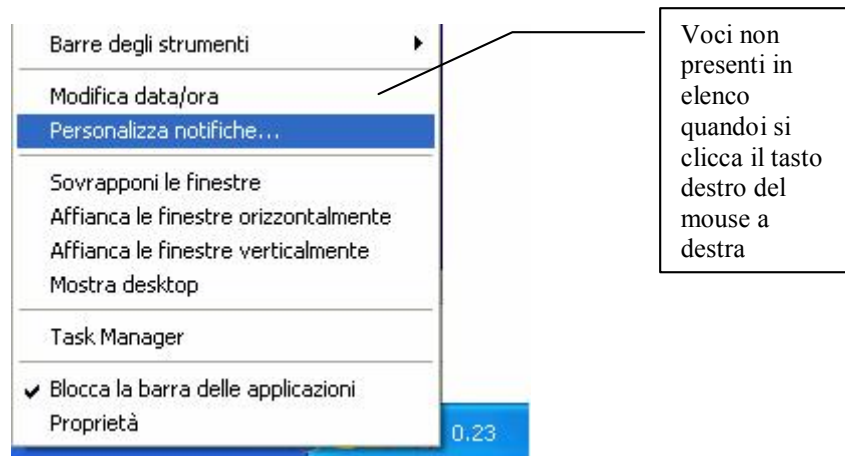 Barre degli strumenti
Modifica data/ora
Personalizza notifiche...
Sovrapponi le finestre
Affianca le finestre orizzontalmente
Affianca le finestre verticalmente
Mostra desktop
Task Manager
Blocca la barra delle applicazioni
Proprietà
0.23
Voci non
presenti in
elenco
quandoi si
clicca il tasto
destro del
mouse a
destra